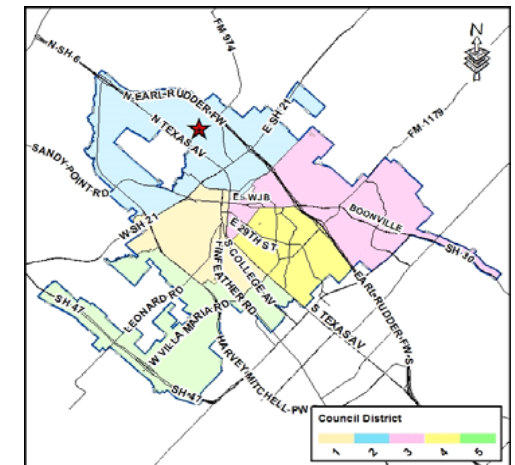 FM 974
N
N-SH-6
N-EARL-RUDDER-FW
E SH 21
FM-1179
N TEXAS AV
SANDY-POINT-RD
E WJB
BOONVILLE
W-SH 21
E 29TH ST
SH-30
S COLLEGE AV
FINFEATHER RD
EARL-RUDDER-FW-S
LEONARD RD
SH 47
W VILLA MARIA RD
S TEXAS AV
HARVEY-MITCHELL-PW
SH-47
Council District
1 2 3 4 5